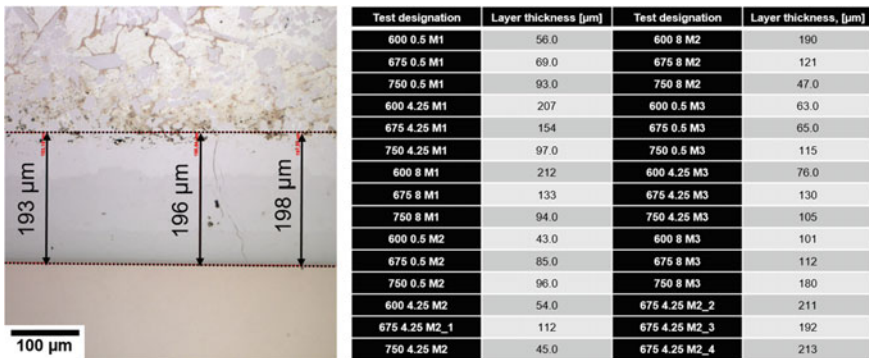 193 µm
196 µm
198 µm
100 µm
Test designation Layer thickness [µm] Test designation Layer thickness, [µm]
600 0.5 M1 56.0 600 8 M2 190
675 0.5 M1 69.0 675 8 M2 121
750 0.5 M1 93.0 750 8 M2 47.0
600 4.25 M1 207 600 0.5 M3 63.0
675 4.25 M1 154 675 0.5 M3 65.0
750 4.25 M1 97.0 750 0.5 M3 115
600 8 M1 212 600 4.25 M3 76.0
675 8 M1 133 675 4.25 M3 130
750 8 M1 94.0 750 4.25 M3 105
600 0.5 M2 43.0 600 8 M3 101
675 0.5 M2 85.0 675 8 M3 112
750 0.5 M2 96.0 750 8 M3 180
600 4.25 M2 54.0 675 4.25 M2_2 211
675 4.25 M2_1 112 675 4.25 M2_3 192
750 4.25 M2 45.0 675 4.25 M2_4 213